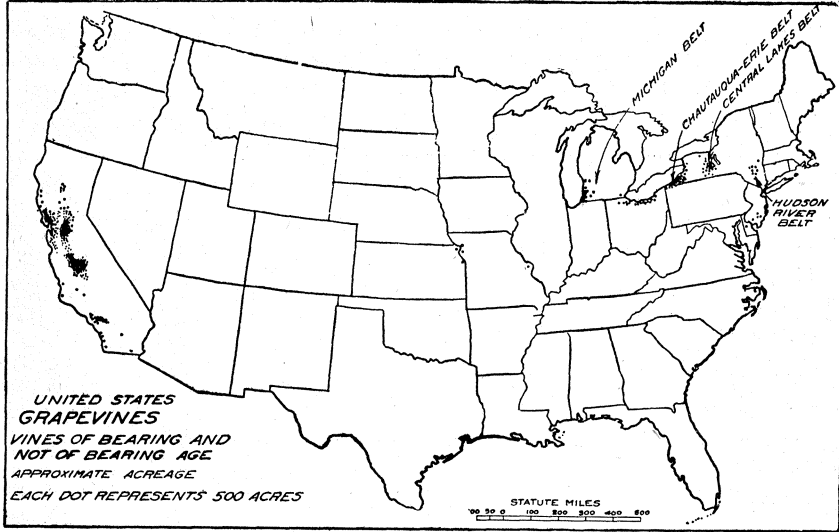 MICHIGAN BELT
CHAUTAUQUA-ERIE BELT
CENTRAL LAKES BELT
HUDSON
RIVER
BELT
UNITED STATES
GRAPEVINES
VINES OF BEARING AND
NOT OF BEARING AGE
APPROXIMATE ACREAGE
EACH DOT REPRESENTS 500 ACRES
STATUTE MILES
100 50 0 100 200 300 400 500